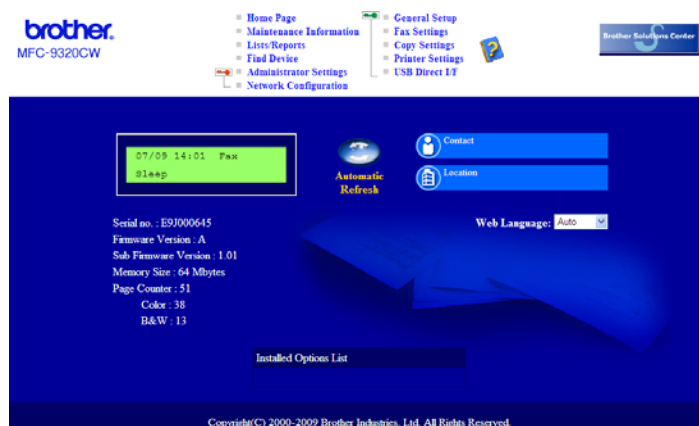 brother.
MFC-9320CW
Home Page
Maintenance Information
Lists/Reports
Find Device
Administrator Settings
Network Configuration
General Setup
Fax Settings
Copy Settings
Printer Settings
USB Direct I/F
Brother Solutions Center
07/09 14:01 Fax
Sleep
Automatic
Refresh
Contact
Location
Web Language: Auto
Serial no. : E9J000645
Firmware Version : A
Sub Firmware Version : 1.01
Memory Size : 64 Mbytes
Page Counter : 51
Color : 38
B&W : 13
Installed Options List
Copyright(C) 2000-2009 Brother Industries, Ltd. All Rights Reserved.